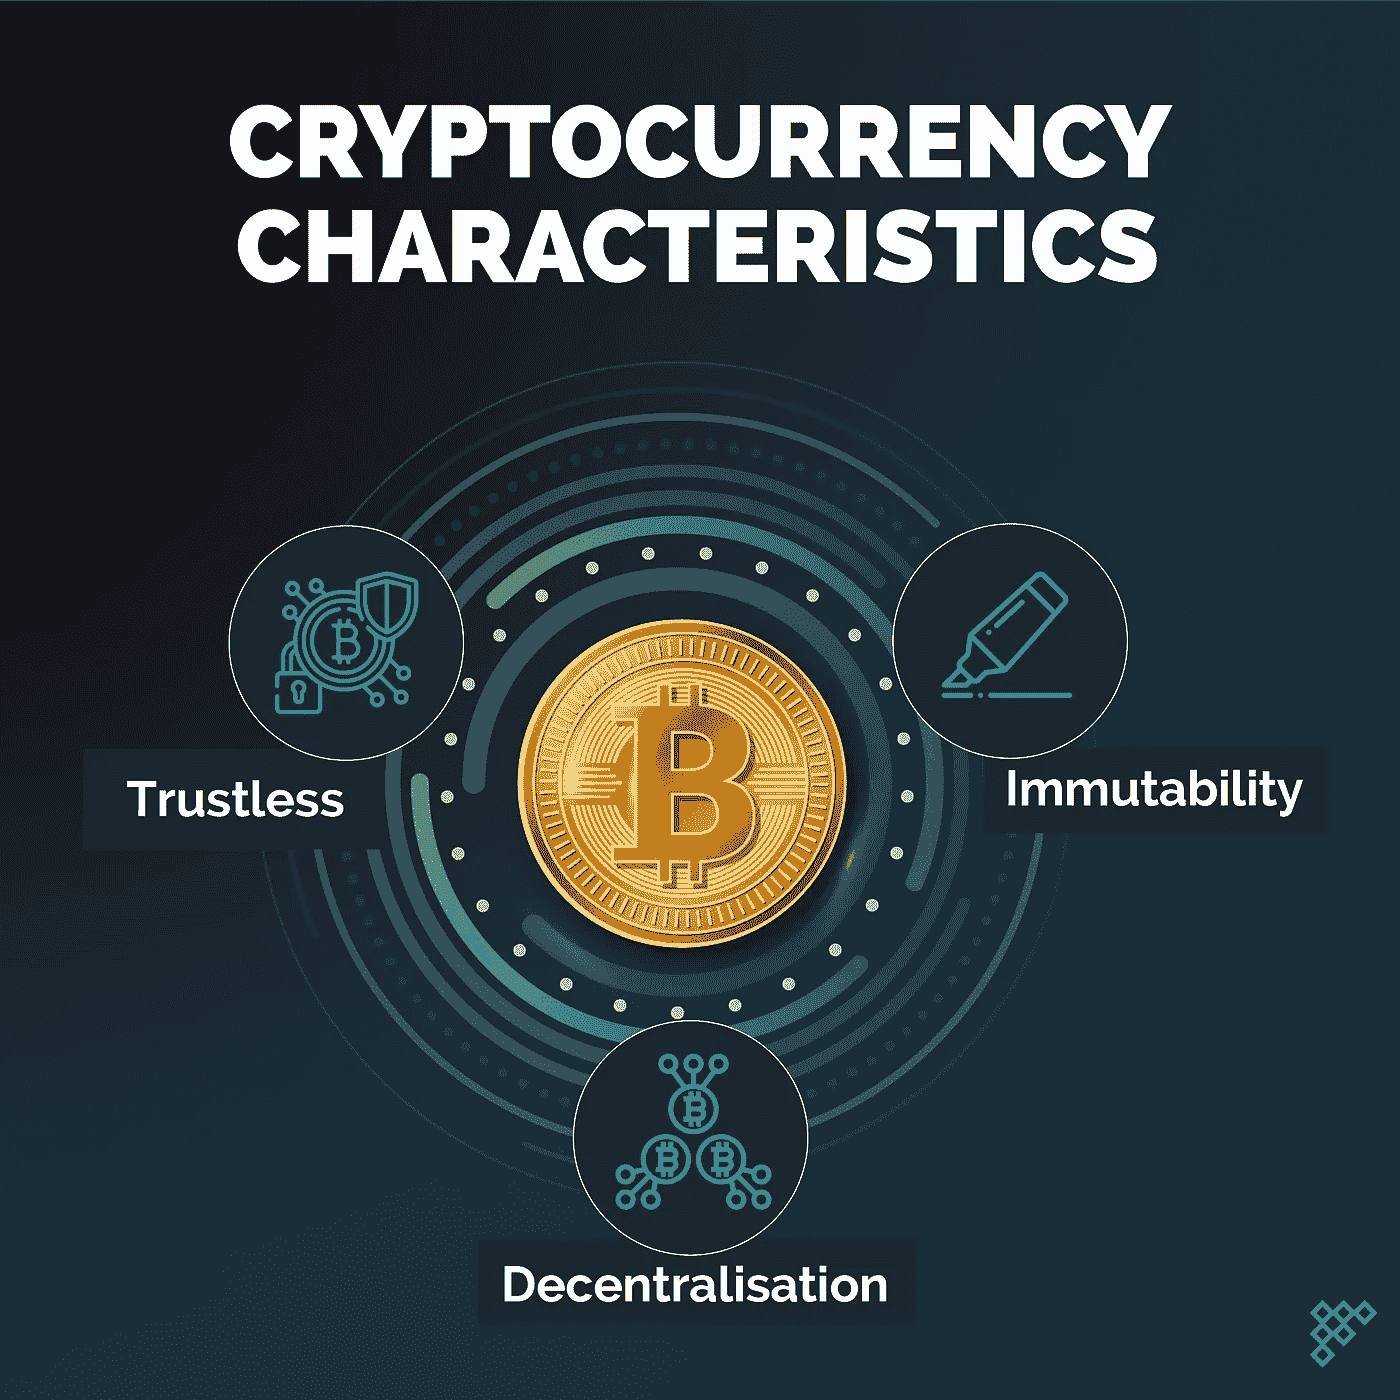 CRYPTOCURRENCY
CHARACTERISTICS
Trustless
Immutability
Decentralisation